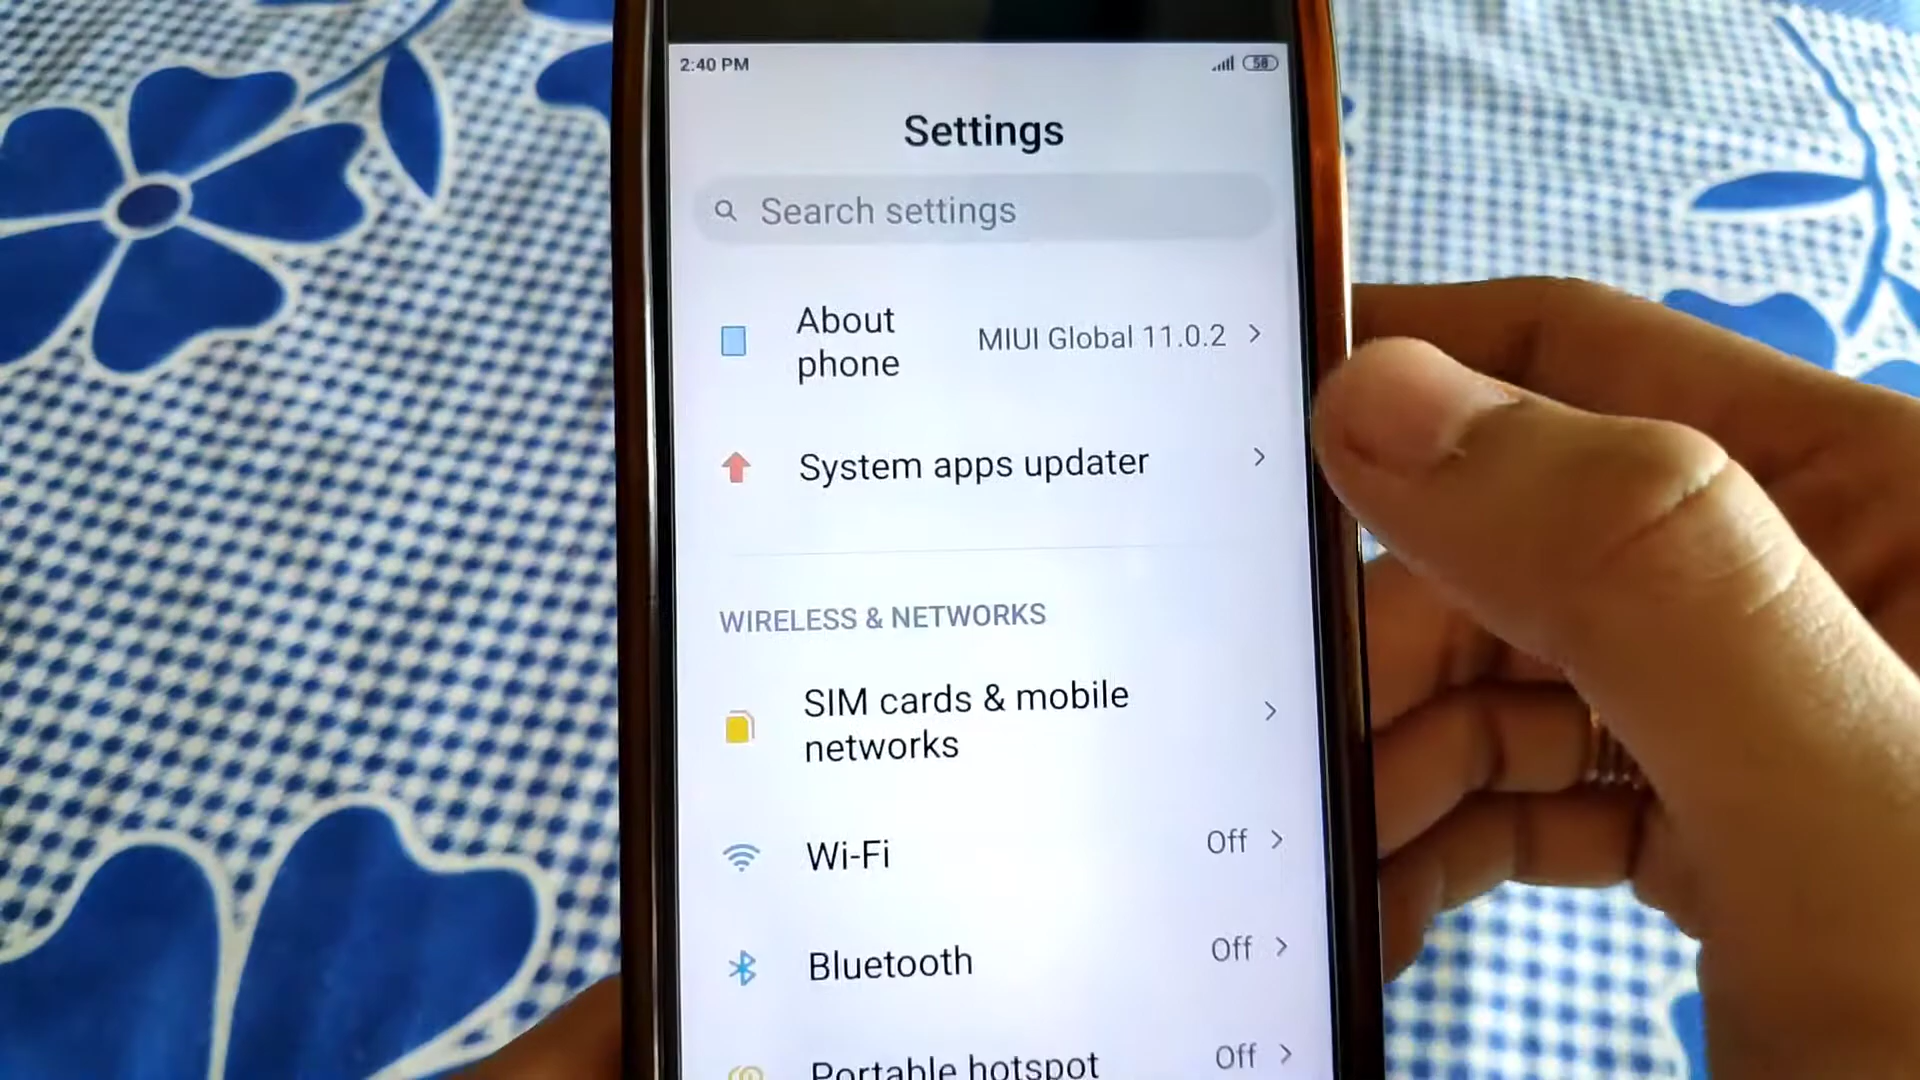 2:40 PM 58
Settings
Search settings
About
phone
MIUI Global 11.0.2
System apps updater
WIRELESS & NETWORKS
SIM cards & mobile
networks
Wi-Fi Off
Bluetooth Off
Portable hotspot Off